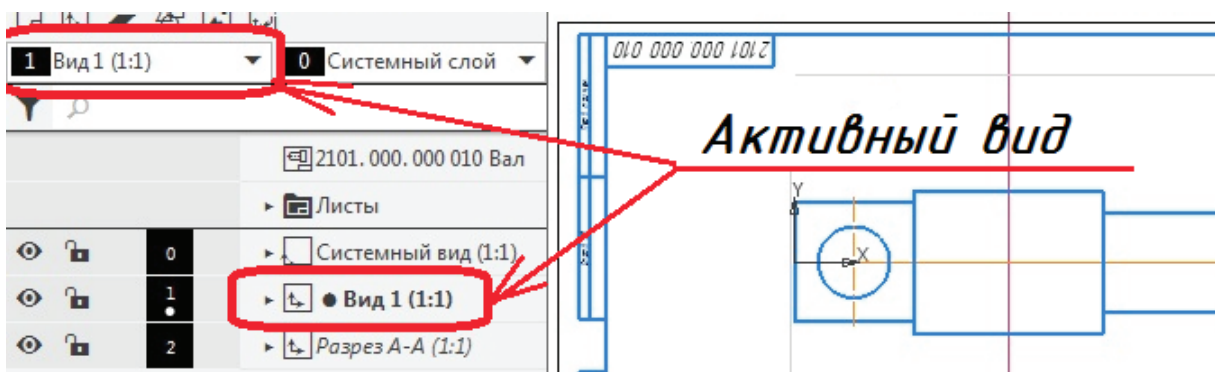 1 Вид 1 (1:1)
0 Системный слой
2101. 000. 000 010 Вал
Листы
0 Системный вид (1:1)
1 Вид 1 (1:1)
2 Разрез А-А (1:1)
2101 000 000 010
Активный вид
Y
X